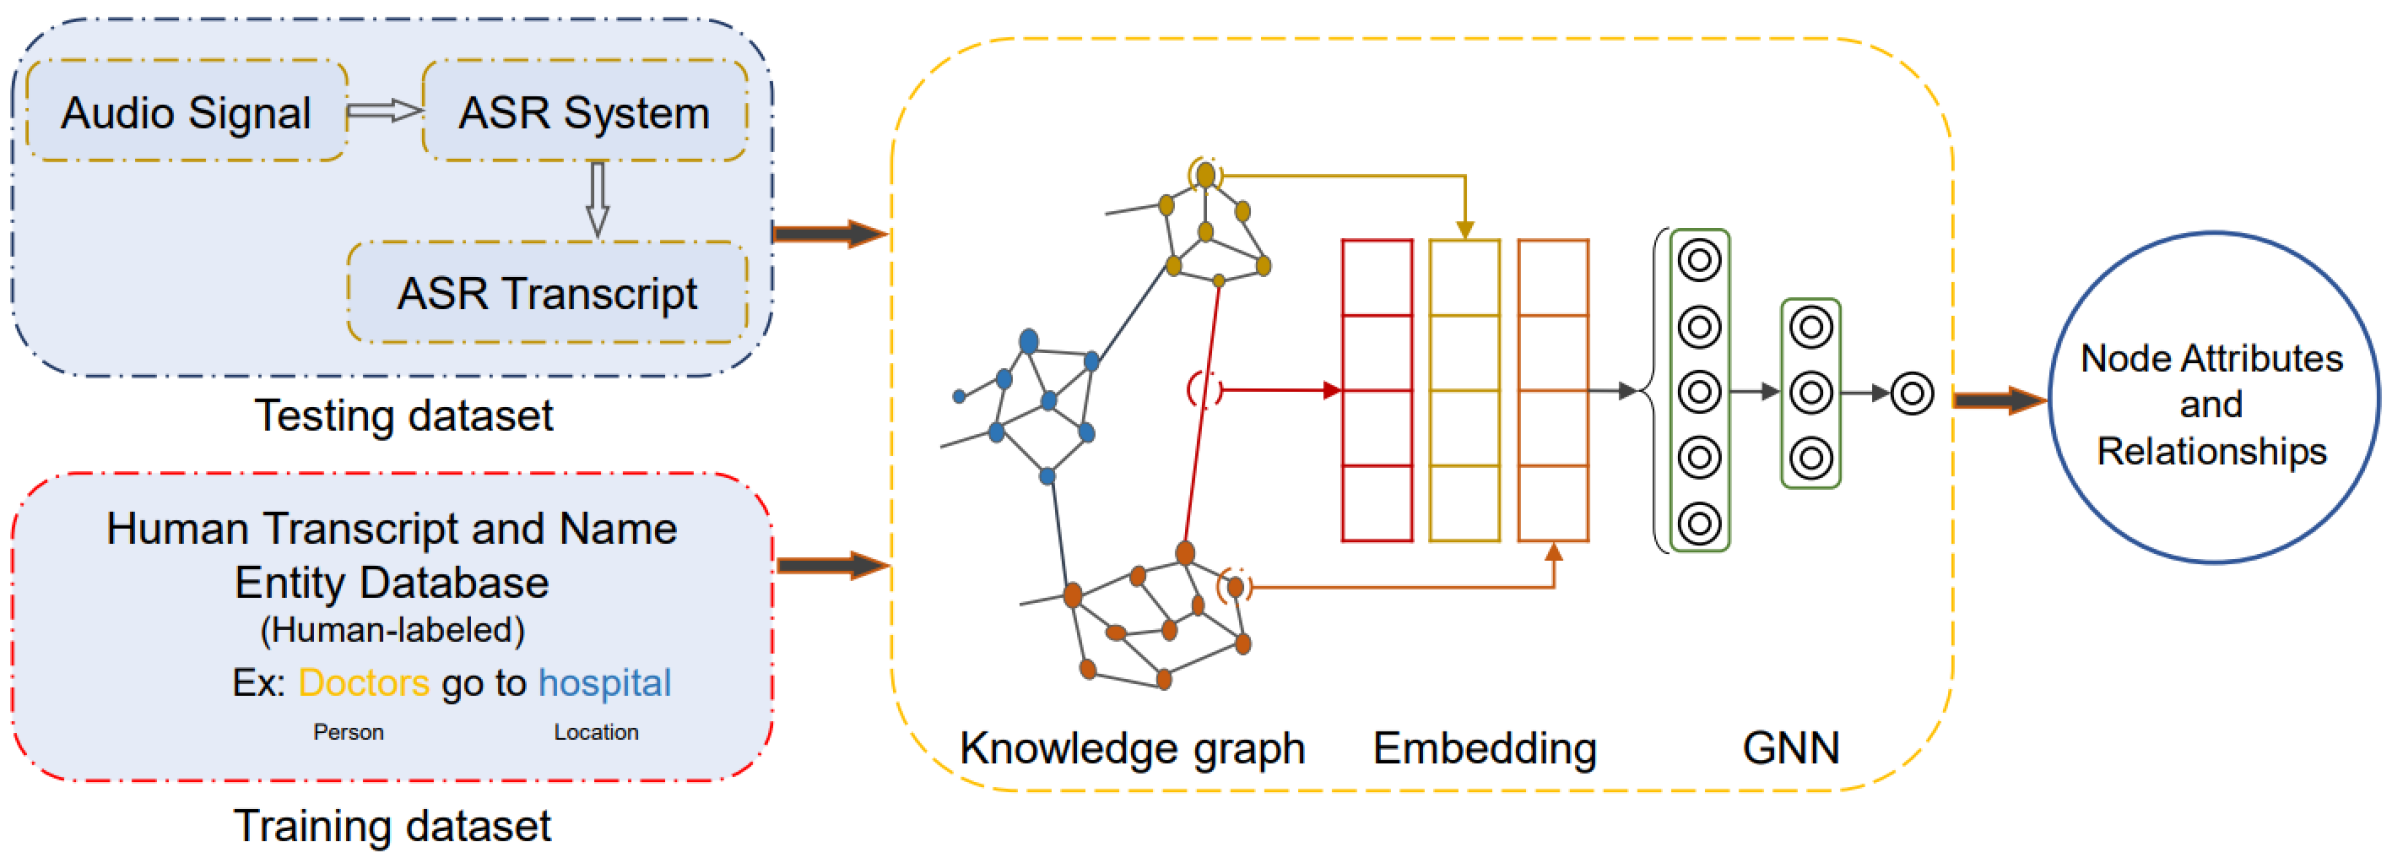 Audio Signal
ASR System
ASR Transcript
Testing dataset
Human Transcript and Name
Entity Database
(Human-labeled)
Ex: Doctors go to hospital
Person
Location
Training dataset
Knowledge graph
Embedding
GNN
Node Attributes
and
Relationships